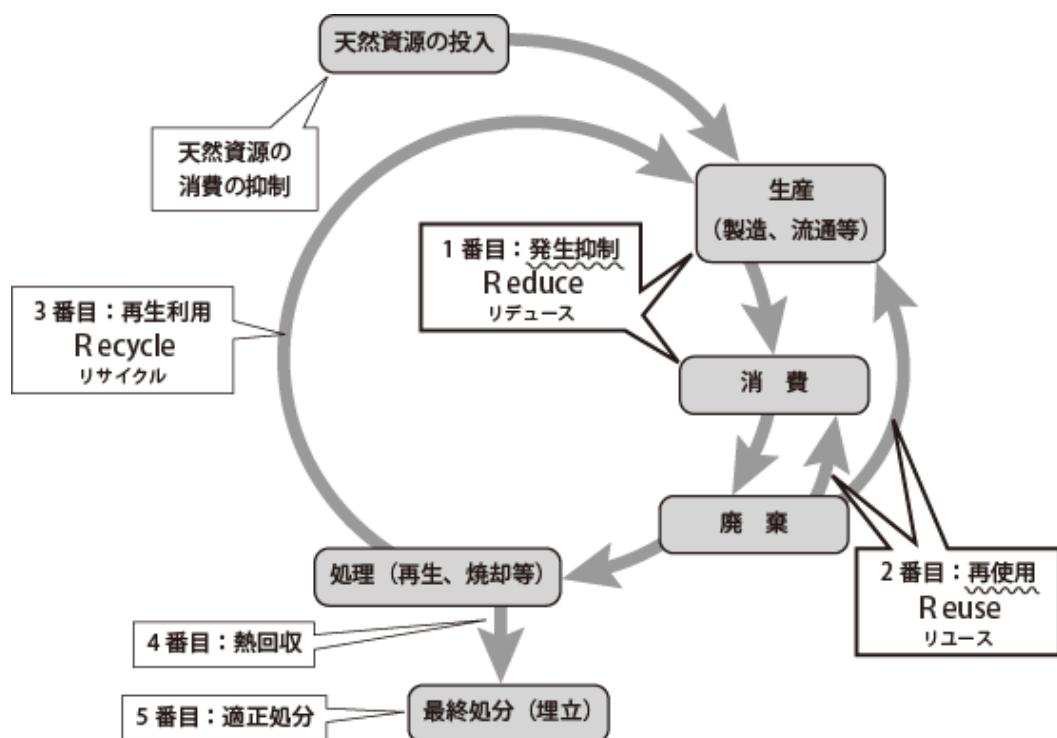 天然資源の投入
天然資源の
消費の抑制
生産
（製造、流通等）
1 番目：発生抑制
Reduce
リデュース
3 番目：再生利用
Recycle
リサイクル
消　費
廃　棄
2 番目：再使用
Reuse
リユース
処理（再生、焼却等）
4 番目：熱回収
5 番目：適正処分
最終処分（埋立）